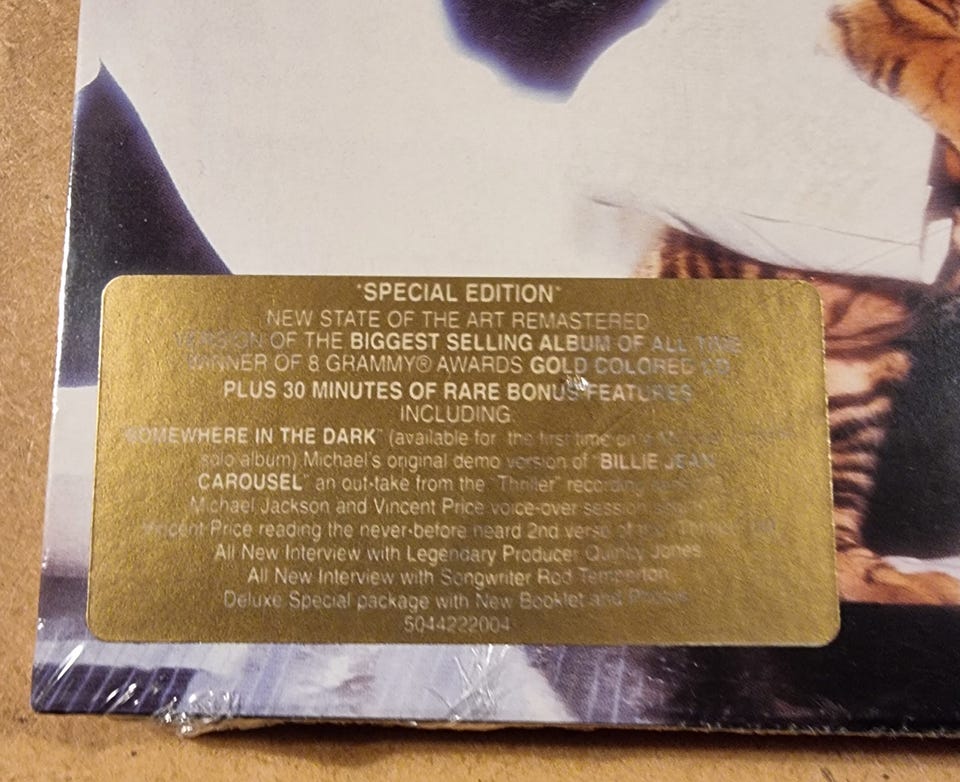 "SPECIAL EDITION"
NEW STATE OF THE ART REMASTERED
VERSION OF THE BIGGEST SELLING ALBUM OF ALL TIME
WINNER OF 8 GRAMMY® AWARDS GOLD COLORED CD
PLUS 30 MINUTES OF RARE BONUS FEATURES
INCLUDING
SOMEWHERE IN THE DARK" (available for the first time on a Michael
solo album) Michael's original demo version of "BILLIE JEAN
CAROUSEL" an out-take from the "Thriller" recording
Michael Jackson and Vincent Price voice-over session
Vincent Price reading the never-before heard 2nd verse of
All New Interview with Legendary Producer Quincy Jones
All New Interview with Songwriter Rod Temperton
Deluxe Special package with New Booklet and Photos
5044222004